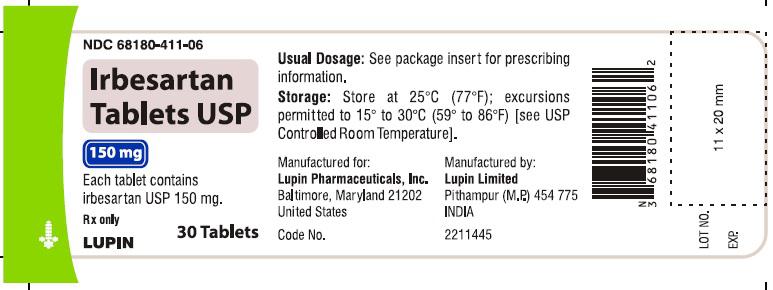 NDC 68180-411-06
Irbesartan
Tablets USP
150 mg
Each tablet contains
irbesartan USP 150 mg.
Rx only
LUPIN
30 Tablets
Usual Dosage: See package insert for prescribing
information.
Storage: Store at 25°C (77°F); excursions
permitted to 15° to 30°C (59° to 86°F) [see USP
Controlled Room Temperature].
Manufactured for:
Lupin Pharmaceuticals, Inc.
Baltimore, Maryland 21202
United States
Code No.
Manufactured by:
Lupin Limited
Pithampur (M.P.) 454 775
INDIA
2211445
N
3 68180 41106 2
11 x 20 mm
LOT NO.
EXP.